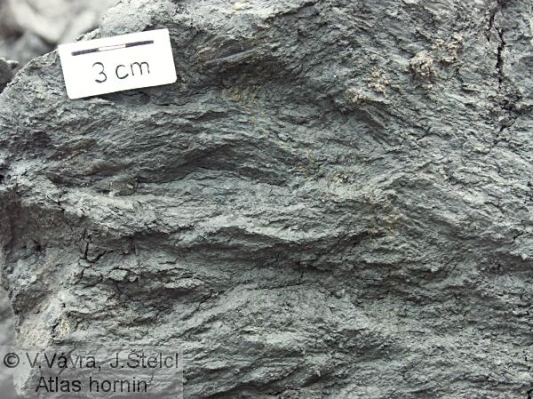 3 cm
© V.Vávra, J.Štelcl
Atlas hornin